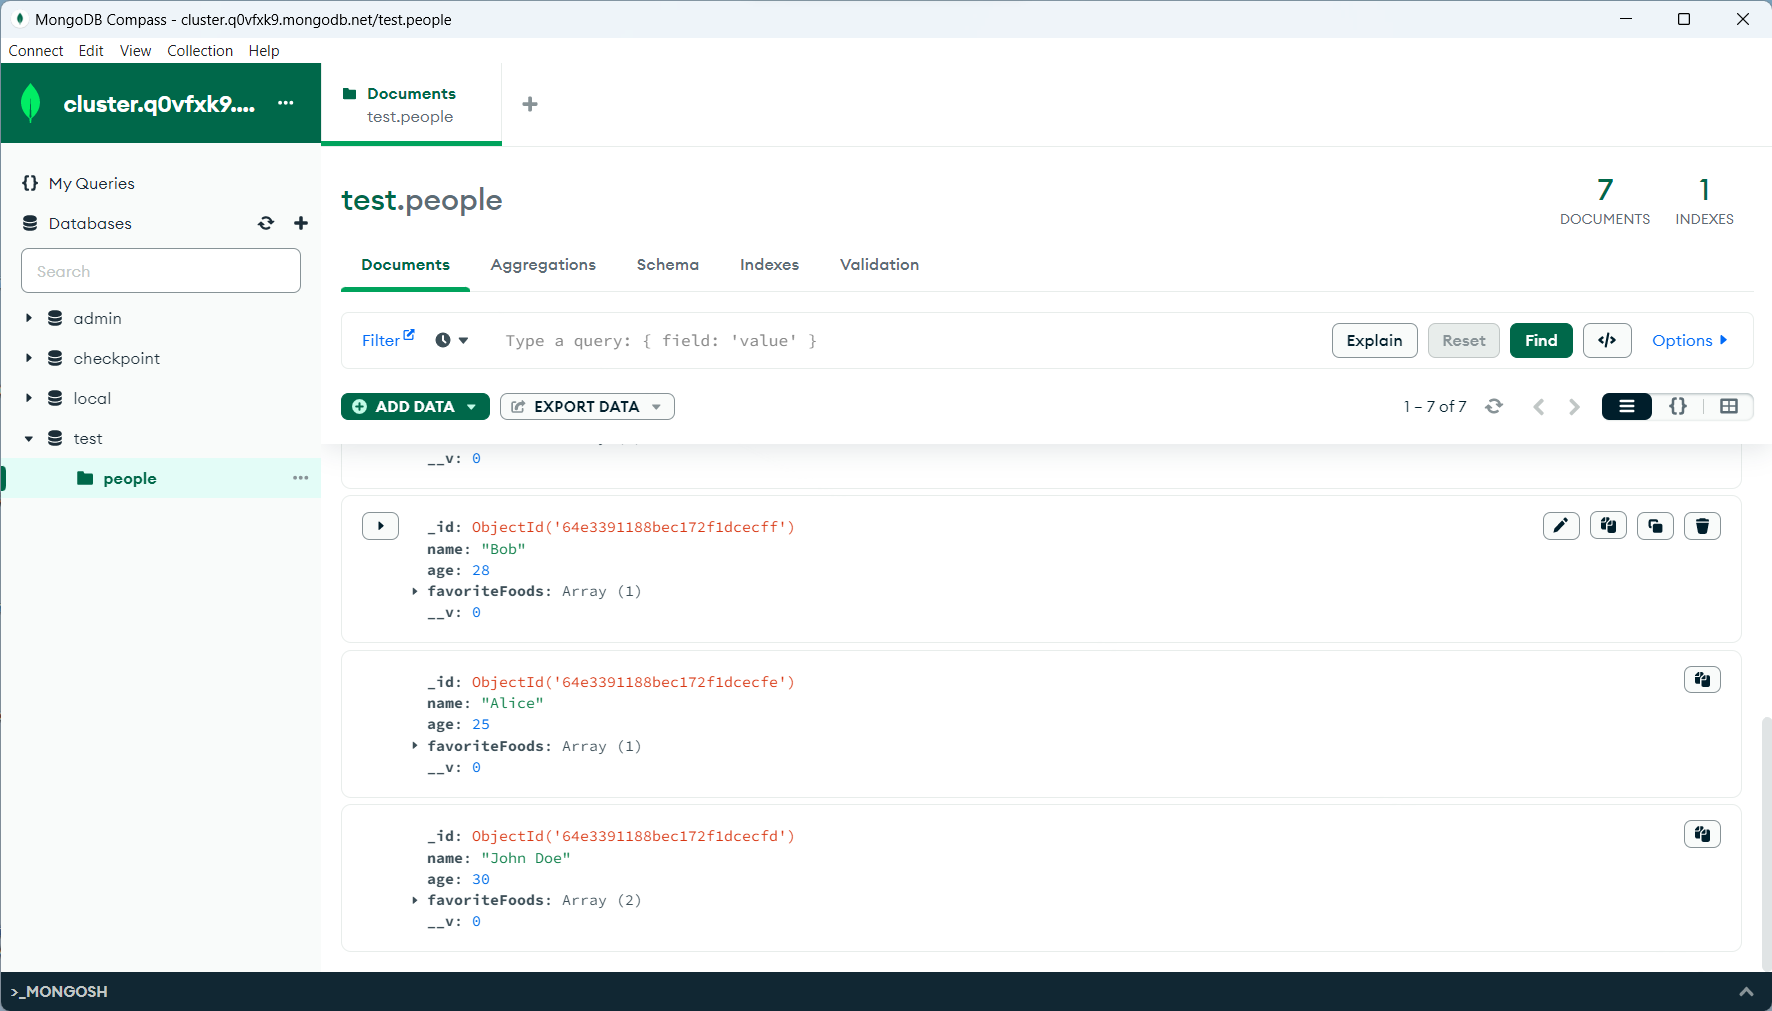 MongoDB Compass - cluster.q0vfxk9.mongodb.net/test.people
Connect Edit View Collection Help
cluster.q0vfxk9....
Documents
test.people
My Queries
Databases
Search
admin
checkpoint
local
test
people
test.people
7
DOCUMENTS
1
INDEXES
Documents Aggregations Schema Indexes Validation
Filter Type a query: { field: 'value' } Explain Reset Find </> Options
ADD DATA EXPORT DATA 1 – 7 of 7 {}
__v: 0
_id: ObjectId('64e3391188bec172f1dcecff')
name: "Bob"
age: 28
favoriteFoods: Array (1)
__v: 0
_id: ObjectId('64e3391188bec172f1dcecfe')
name: "Alice"
age: 25
favoriteFoods: Array (1)
__v: 0
_id: ObjectId('64e3391188bec172f1dcecfd')
name: "John Doe"
age: 30
favoriteFoods: Array (2)
__v: 0
>_MONGOSH